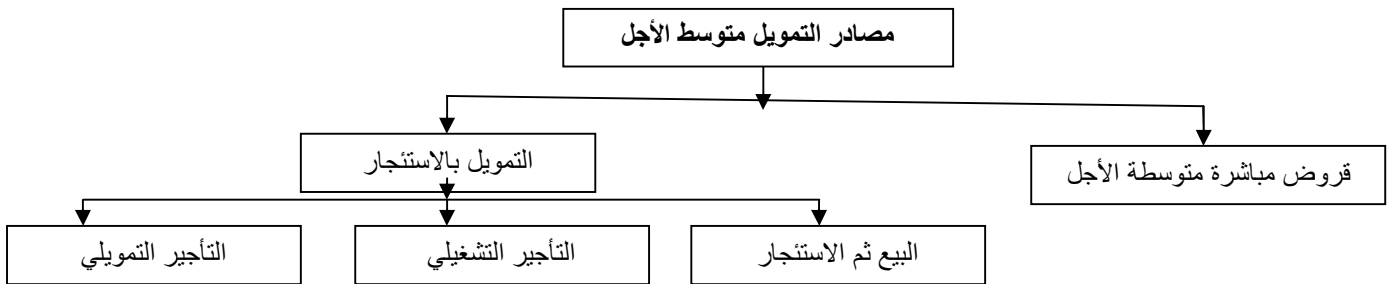 مصادر التمويل متوسط الأجل
قروض مباشرة متوسطة الأجل
التمويل بالاستئجار
البيع ثم الاستئجار
التأجير التشغيلي
التأجير التمويلي